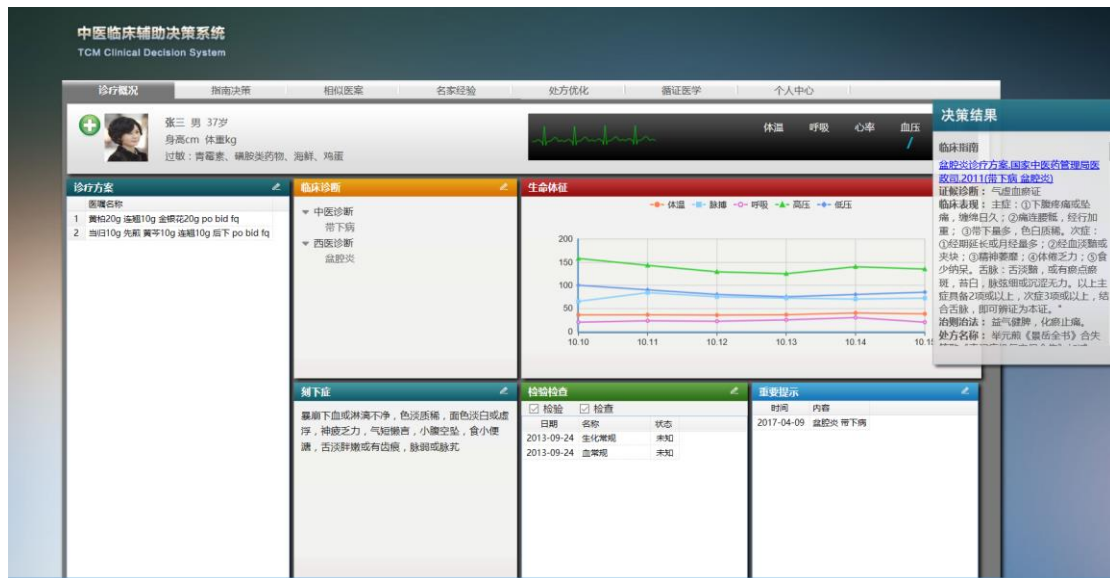 中医临床辅助决策系统
TCM Clinical Decision System
诊疗概况 指南决策 相似医案 名家经验 处方优化 循证医学 个人中心
张三 男 37岁
身高cm 体重kg
过敏：青霉素、磺胺类药物、海鲜、鸡蛋
体温 呼吸 心率 血压
/
诊疗方案
医嘱名称
1 黄柏20g 连翘10g 金银花20g po bid fq
2 当归10g 先煎 黄芩10g 连翘10g 后下 po bid fq
临床诊断
中医诊断
带下病
西医诊断
盆腔炎
生命体征
体温 脉搏 呼吸 高压 低压
200
150
100
50
0
10.10 10.11 10.12 10.13 10.14 10.15
决策结果
临床指南
盆腔炎诊疗方案.国家中医药管理局医
政司.2011(带下病 盆腔炎)
证候诊断：气虚血瘀证
临床表现：主症：①下腹疼痛或坠
痛，缠绵日久；②痛连腰骶，经行加
重；③带下量多，色白质稀。次症：
①经期延长或月经量多；②经血淡黯或
夹块；③精神萎靡；④体倦乏力；⑤食
少纳呆。舌脉：舌淡黯，或有瘀点瘀
斑，苔白，脉弦细或沉涩无力。以上主
症具备2项或以上，次症3项或以上，结
合舌脉，即可辨证为本证。"
治则治法：益气健脾，化瘀止痛。
处方名称：举元煎《景岳全书》合失
刻下症
暴崩下血或淋漓不净，色淡质稀，面色淡白或虚
浮，神疲乏力，气短懒言，小腹空坠，食小便
溏，舌淡胖嫩或有齿痕，脉弱或脉芤
检验检查
检验 检查
日期 名称 状态
2013-09-24 生化常规 未知
2013-09-24 血常规 未知
重要提示
时间 内容
2017-04-09 盆腔炎 带下病